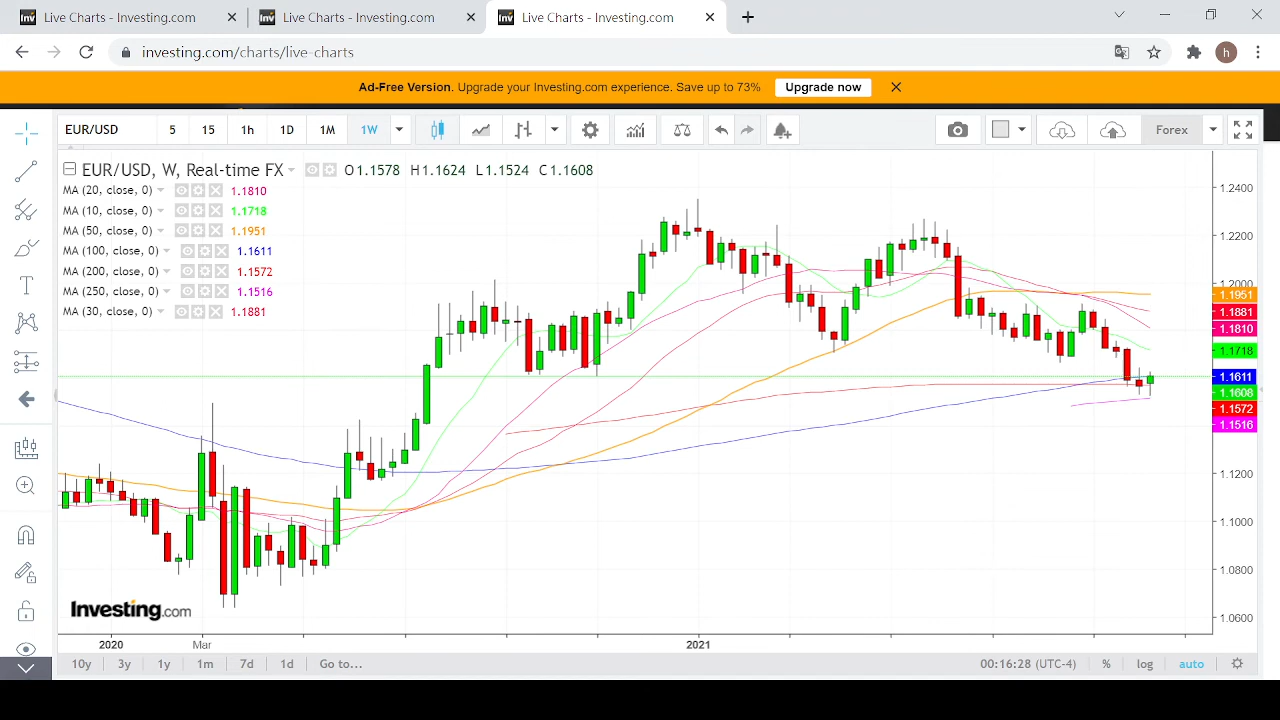 Live Charts - Investing.com
Live Charts - Investing.com
Live Charts - Investing.com
investing.com/charts/live-charts
h
Ad-Free Version. Upgrade your Investing.com experience. Save up to 73%
Upgrade now
EUR/USD
5
15
1h
1D
1M
1W
Forex
EUR/USD, W, Real-time FX
O1.1578 H1.1624 L1.1524 C1.1608
MA (20, close, 0) 1.1810
MA (10, close, 0) 1.1718
MA (50, close, 0) 1.1951
MA (100, close, 0) 1.1611
MA (200, close, 0) 1.1572
MA (250, close, 0) 1.1516
MA (30, close, 0) 1.1881
1.2400
1.2200
1.2000
1.1951
1.1881
1.1810
1.1718
1.1611
1.1608
1.1572
1.1516
1.1200
1.1000
1.0800
1.0600
Investing.com
2020
Mar
2021
10y
3y
1y
1m
7d
1d
Go to...
00:16:28 (UTC-4)
%
log
auto